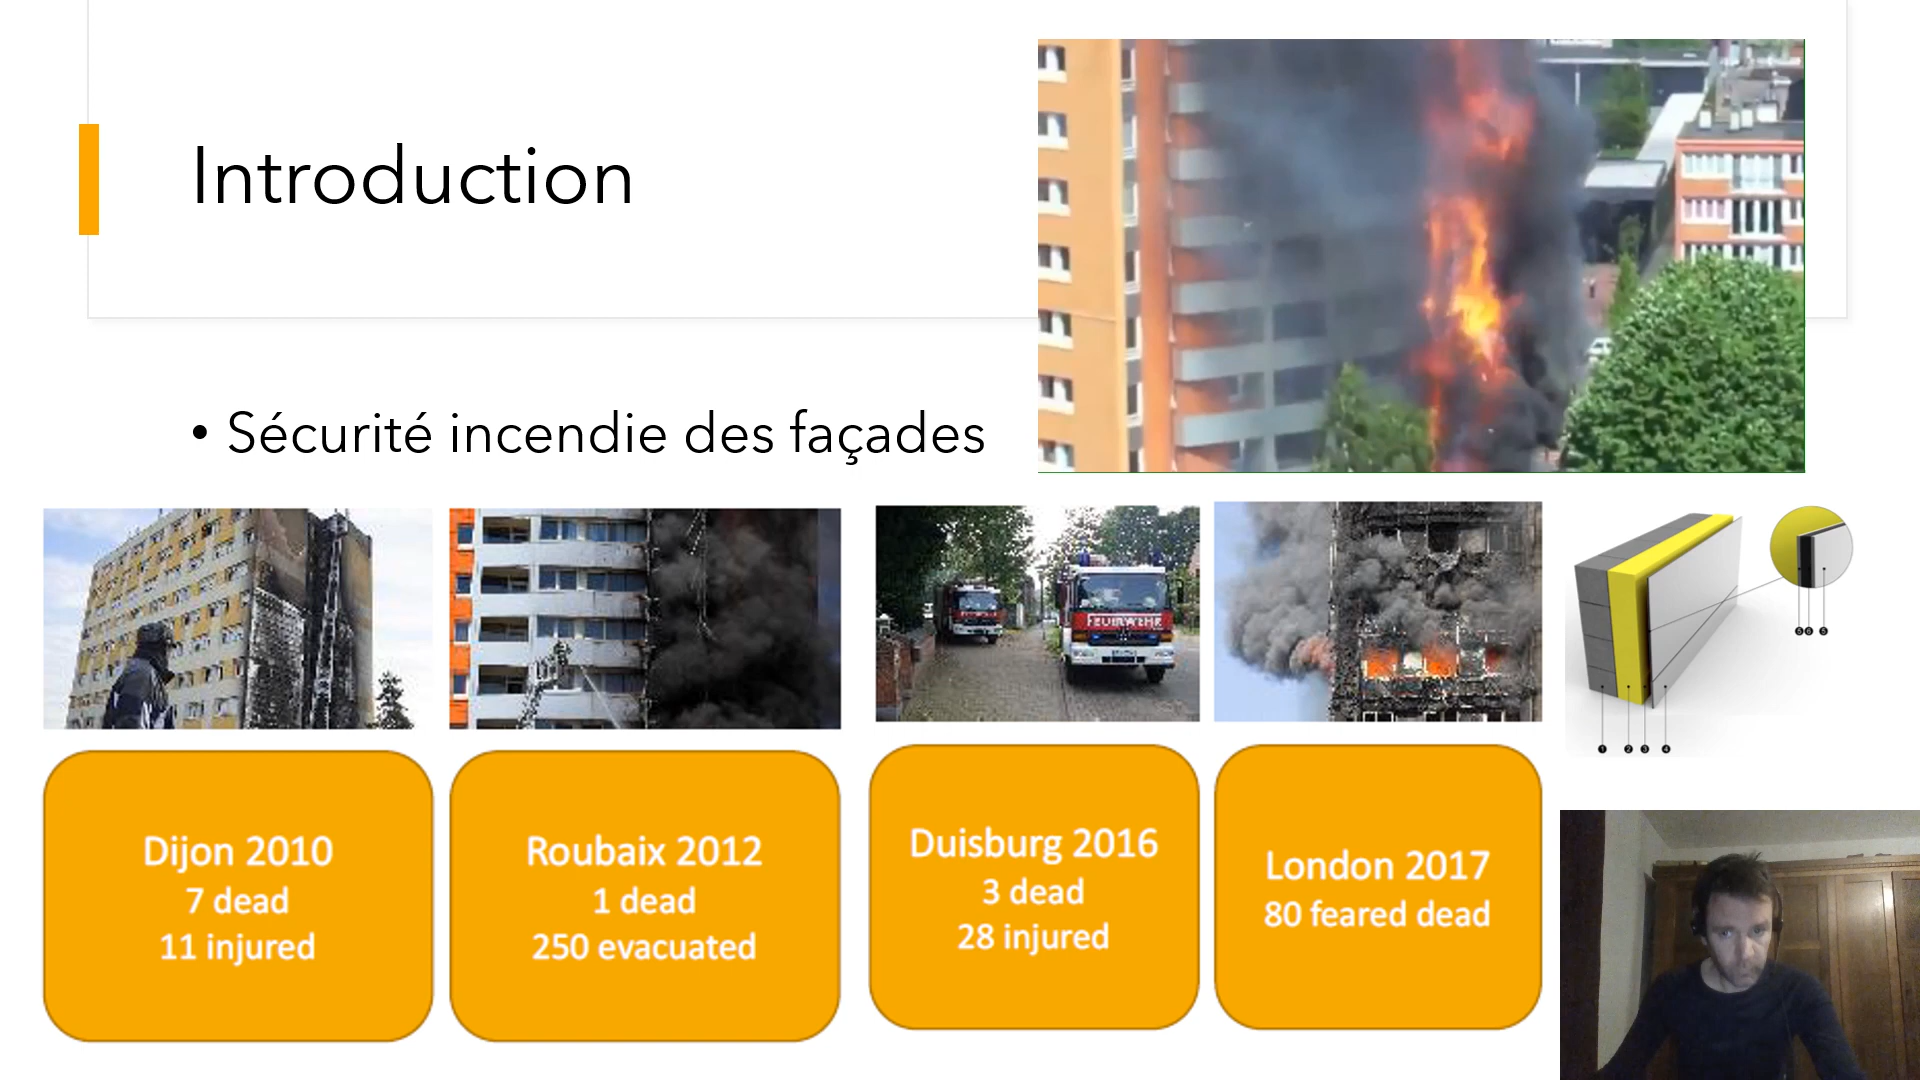 Introduction
• Sécurité incendie des façades
FEUERWEHR
Dijon 2010
7 dead
11 injured
Roubaix 2012
1 dead
250 evacuated
Duisburg 2016
3 dead
28 injured
London 2017
80 feared dead